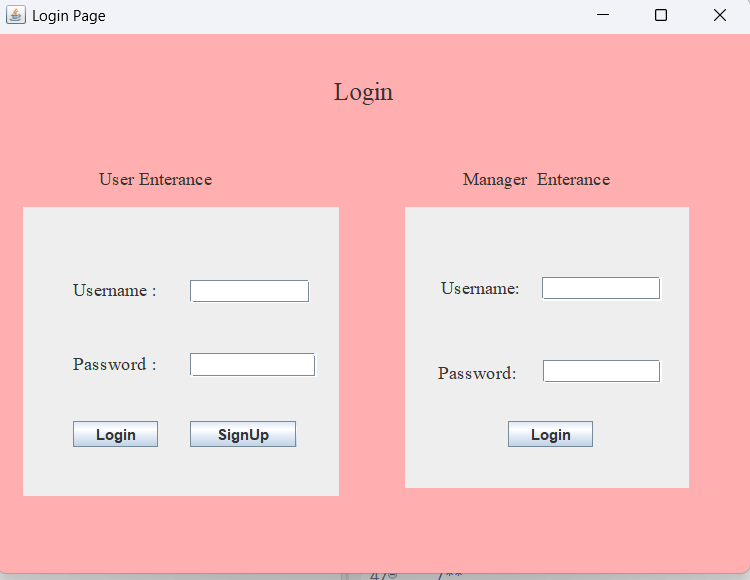 Login Page
Login
User Enterance
Manager  Enterance
Username :
Password :
Login
SignUp
Username:
Password:
Login